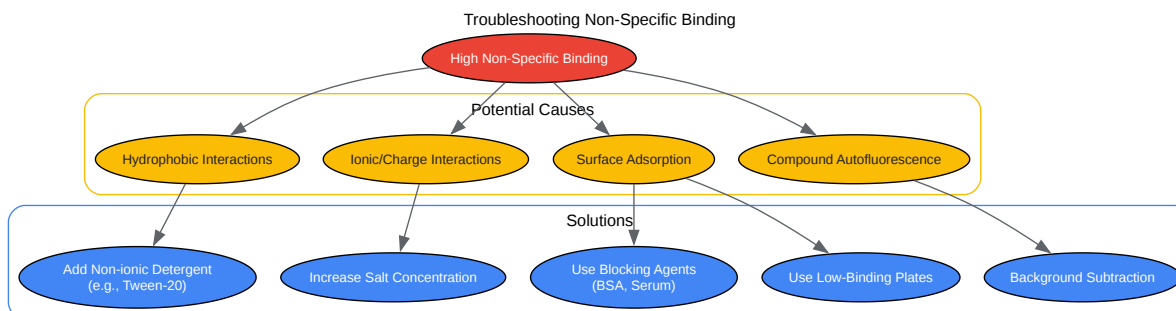 Troubleshooting Non-Specific Binding
High Non-Specific Binding
Potential Causes
Hydrophobic Interactions
Ionic/Charge Interactions
Surface Adsorption
Compound Autofluorescence
Solutions
Add Non-ionic Detergent
(e.g., Tween-20)
Increase Salt Concentration
Use Blocking Agents
(BSA, Serum)
Use Low-Binding Plates
Background Subtraction